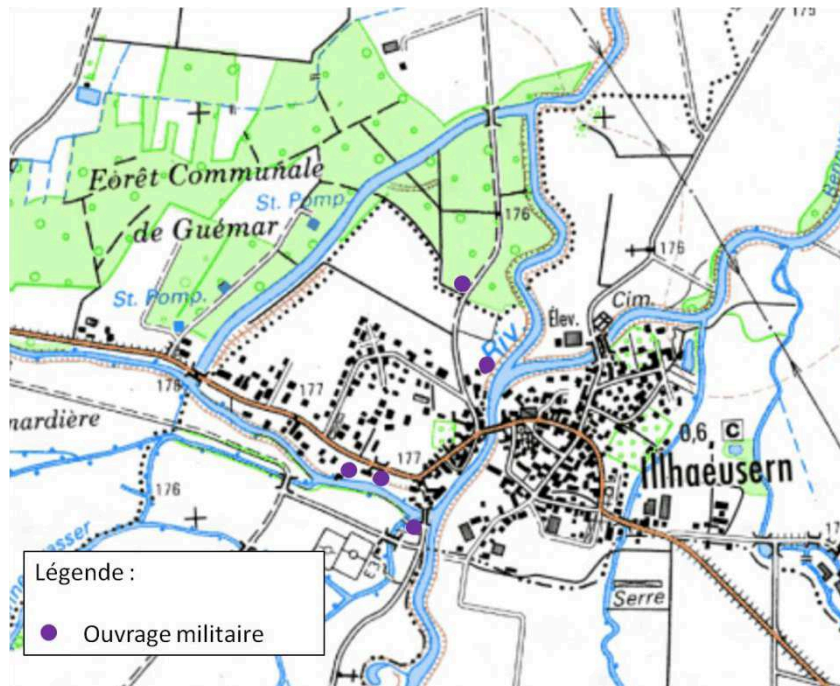 175
Forêt Communale
St. Pomp.
de Guémar
176
176
St. Pomp.
Élev.
Cim.
RIV
178
177
nardière
177
0,6
C
Illhaeusern
176
Légende :
Serre
Ouvrage militaire